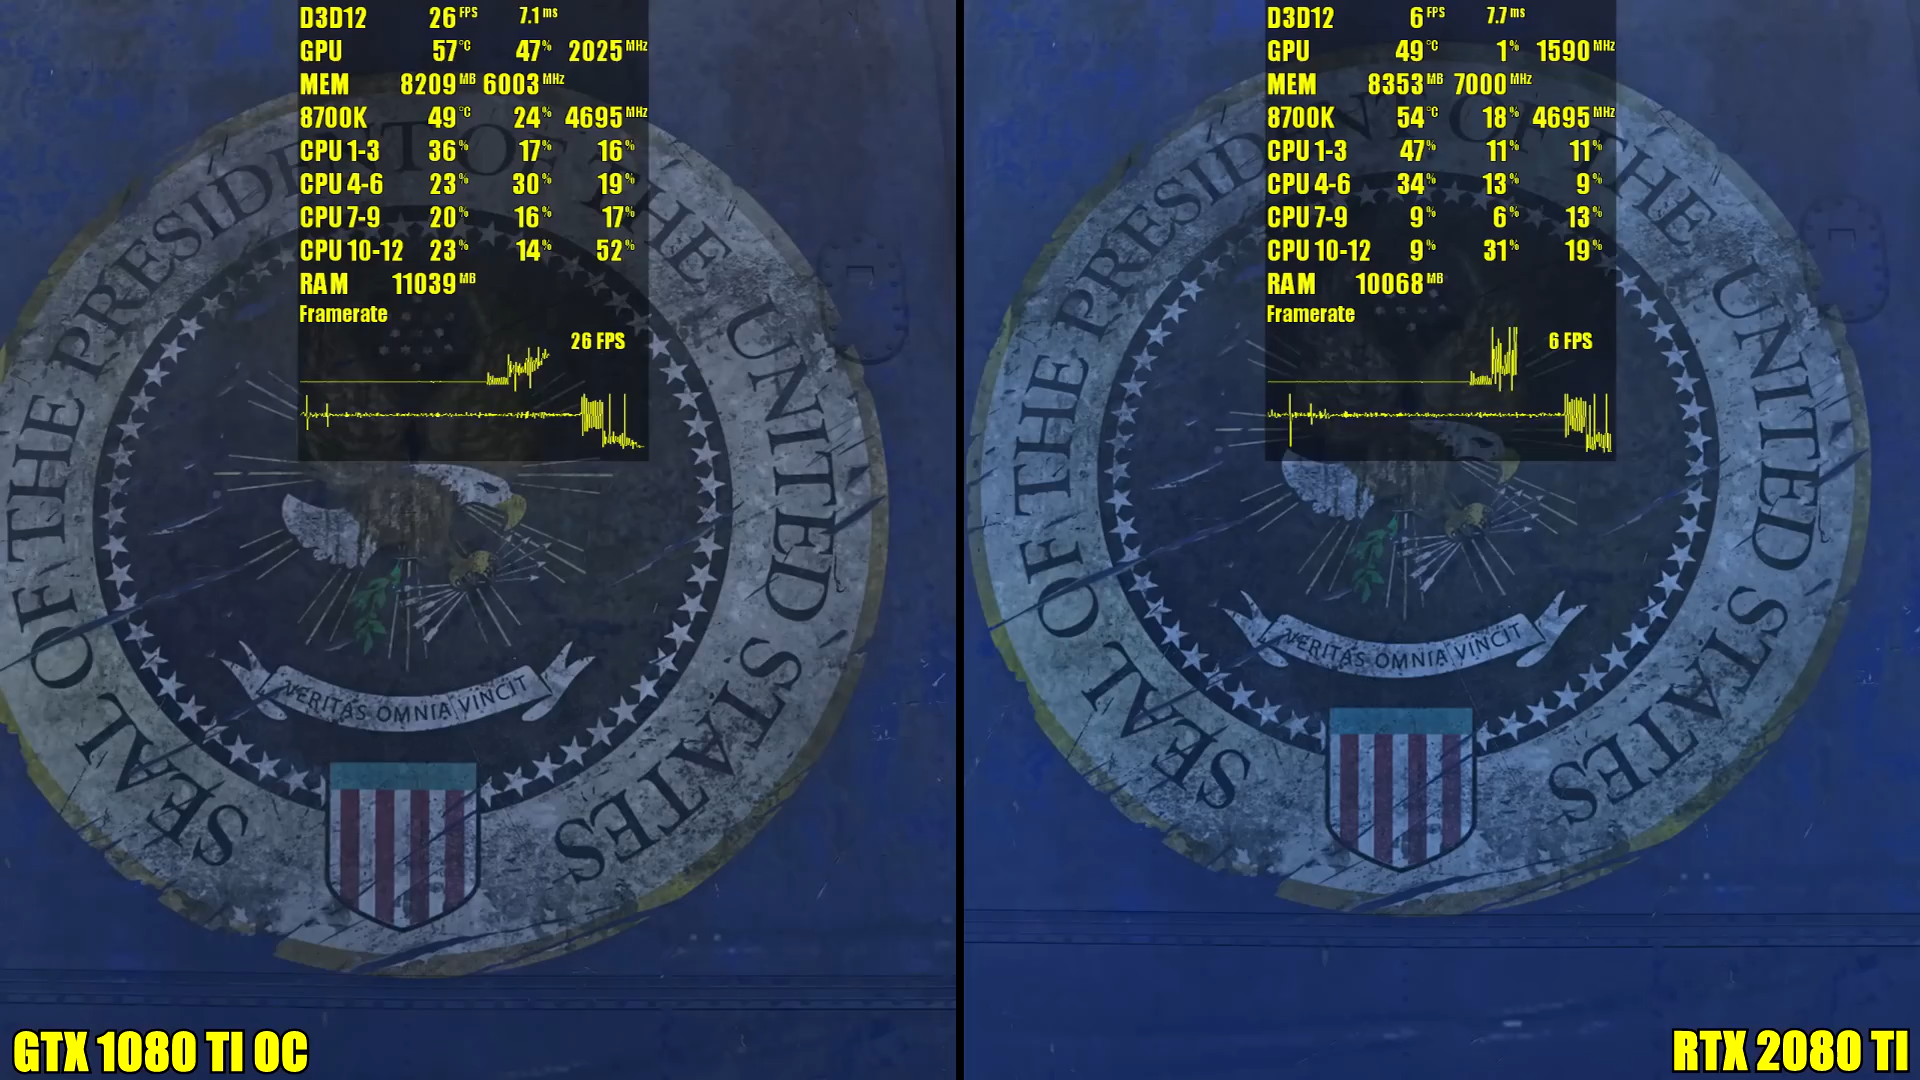 D3D12 26 FPS 7.1 ms
GPU 57 °C 47 % 2025 MHz
MEM 8209 MB 6003 MHz
8700K 49 °C 24 % 4695 MHz
CPU 1-3 36 % 17 % 16 %
CPU 4-6 23 % 30 % 19 %
CPU 7-9 20 % 16 % 17 %
CPU 10-12 23 % 14 % 52 %
RAM 11039 MB
Framerate
26 FPS
SEAL OF THE PRESIDENT OF THE UNITED STATES
VERITAS OMNIA VINCIT
GTX 1080 TI OC
D3D12 6 FPS 7.7 ms
GPU 49 °C 1 % 1590 MHz
MEM 8353 MB 7000 MHz
8700K 54 °C 18 % 4695 MHz
CPU 1-3 47 % 11 % 11 %
CPU 4-6 34 % 13 % 9 %
CPU 7-9 9 % 6 % 13 %
CPU 10-12 9 % 31 % 19 %
RAM 10068 MB
Framerate
6 FPS
SEAL OF THE PRESIDENT OF THE UNITED STATES
VERITAS OMNIA VINCIT
RTX 2080 TI